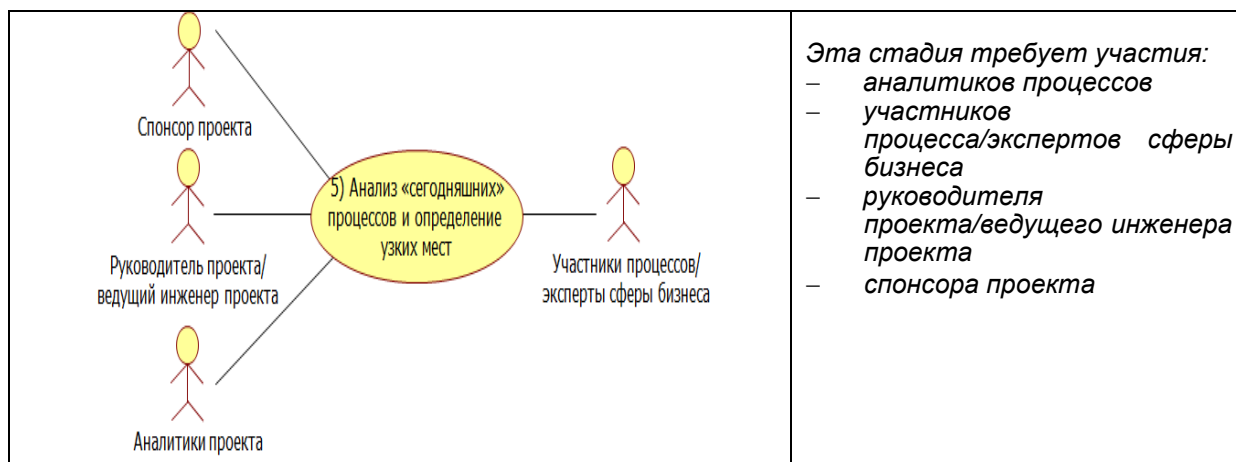 Спонсор проекта
5) Анализ «сегодняшних»
процессов и определение
узких мест
Руководитель проекта/
ведущий инженер проекта
Участники процессов/
эксперты сферы бизнеса
Аналитики проекта
Эта стадия требует участия:
– аналитиков процессов
– участников
процесса/экспертов сферы
бизнеса
– руководителя
проекта/ведущего инженера
проекта
– спонсора проекта